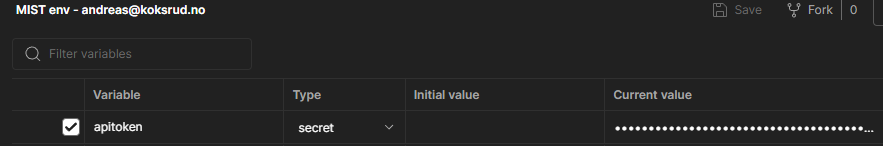 MIST env - andreas@koksrud.no
Save
Fork
0
Filter variables
Variable
Type
Initial value
Current value
apitoken
secret